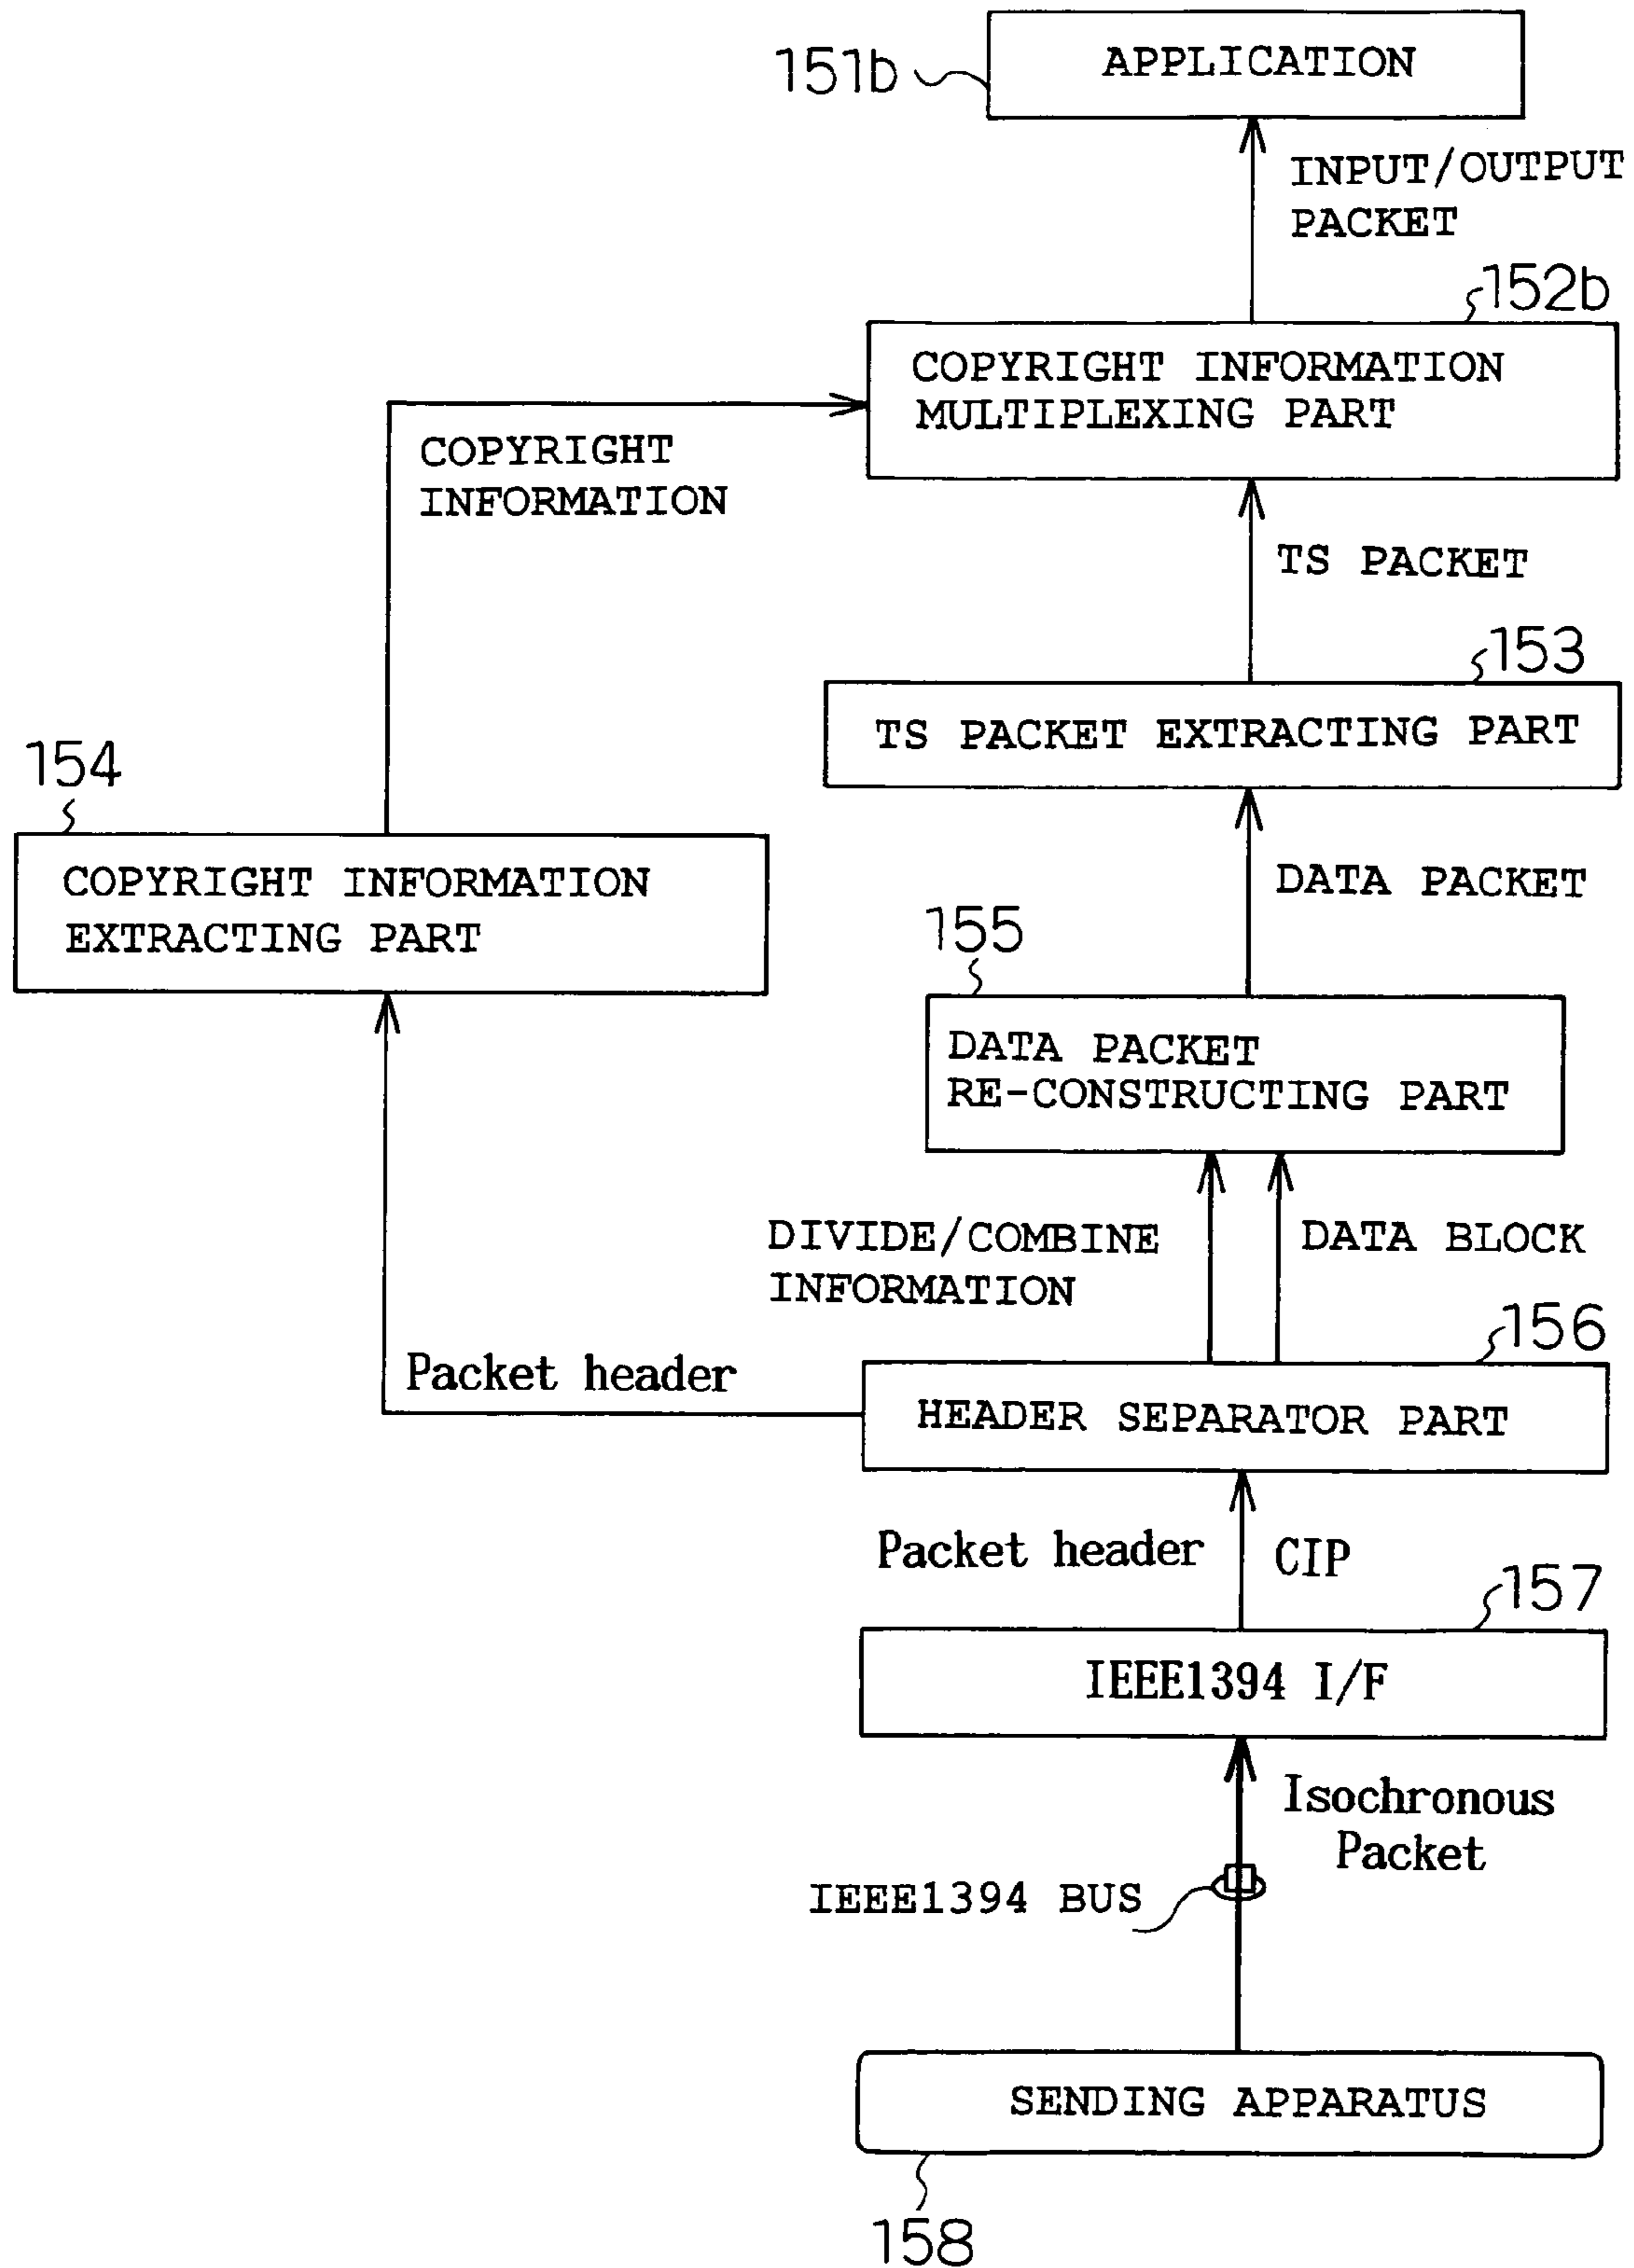 APPLICATION
151b
INPUT/OUTPUT
PACKET
152b
COPYRIGHT INFORMATION
MULTIPLEXING PART
COPYRIGHT
INFORMATION
TS PACKET
153
TS PACKET EXTRACTING PART
154
COPYRIGHT INFORMATION
EXTRACTING PART
DATA PACKET
155
DATA PACKET
RE-CONSTRUCTING PART
DIVIDE/COMBINE
INFORMATION
DATA BLOCK
156
Packet header
HEADER SEPARATOR PART
Packet header
CIP
157
IEEE1394 I/F
Isochronous
Packet
IEEE1394 BUS
SENDING APPARATUS
158